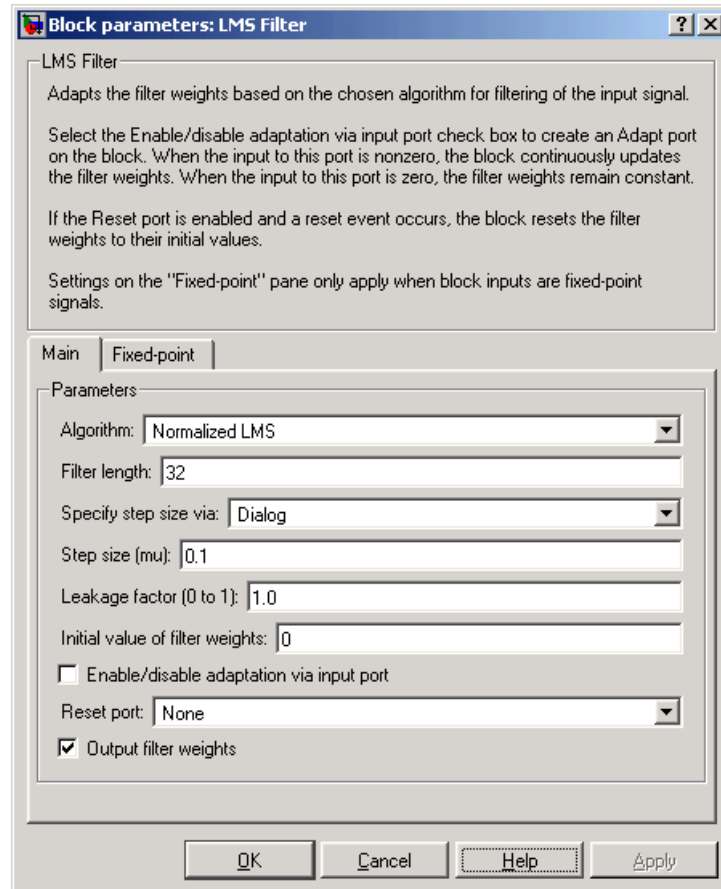 Block parameters: LMS Filter
LMS Filter
Adapts the filter weights based on the chosen algorithm for filtering of the input signal.
Select the Enable/disable adaptation via input port check box to create an Adapt port
on the block. When the input to this port is nonzero, the block continuously updates
the filter weights. When the input to this port is zero, the filter weights remain constant.
If the Reset port is enabled and a reset event occurs, the block resets the filter
weights to their initial values.
Settings on the "Fixed-point" pane only apply when block inputs are fixed-point
signals.
Main Fixed-point
Parameters
Algorithm: Normalized LMS
Filter length: 32
Specify step size via: Dialog
Step size (mu): 0.1
Leakage factor (0 to 1): 1.0
Initial value of filter weights: 0
Enable/disable adaptation via input port
Reset port: None
Output filter weights
OK Cancel Help Apply